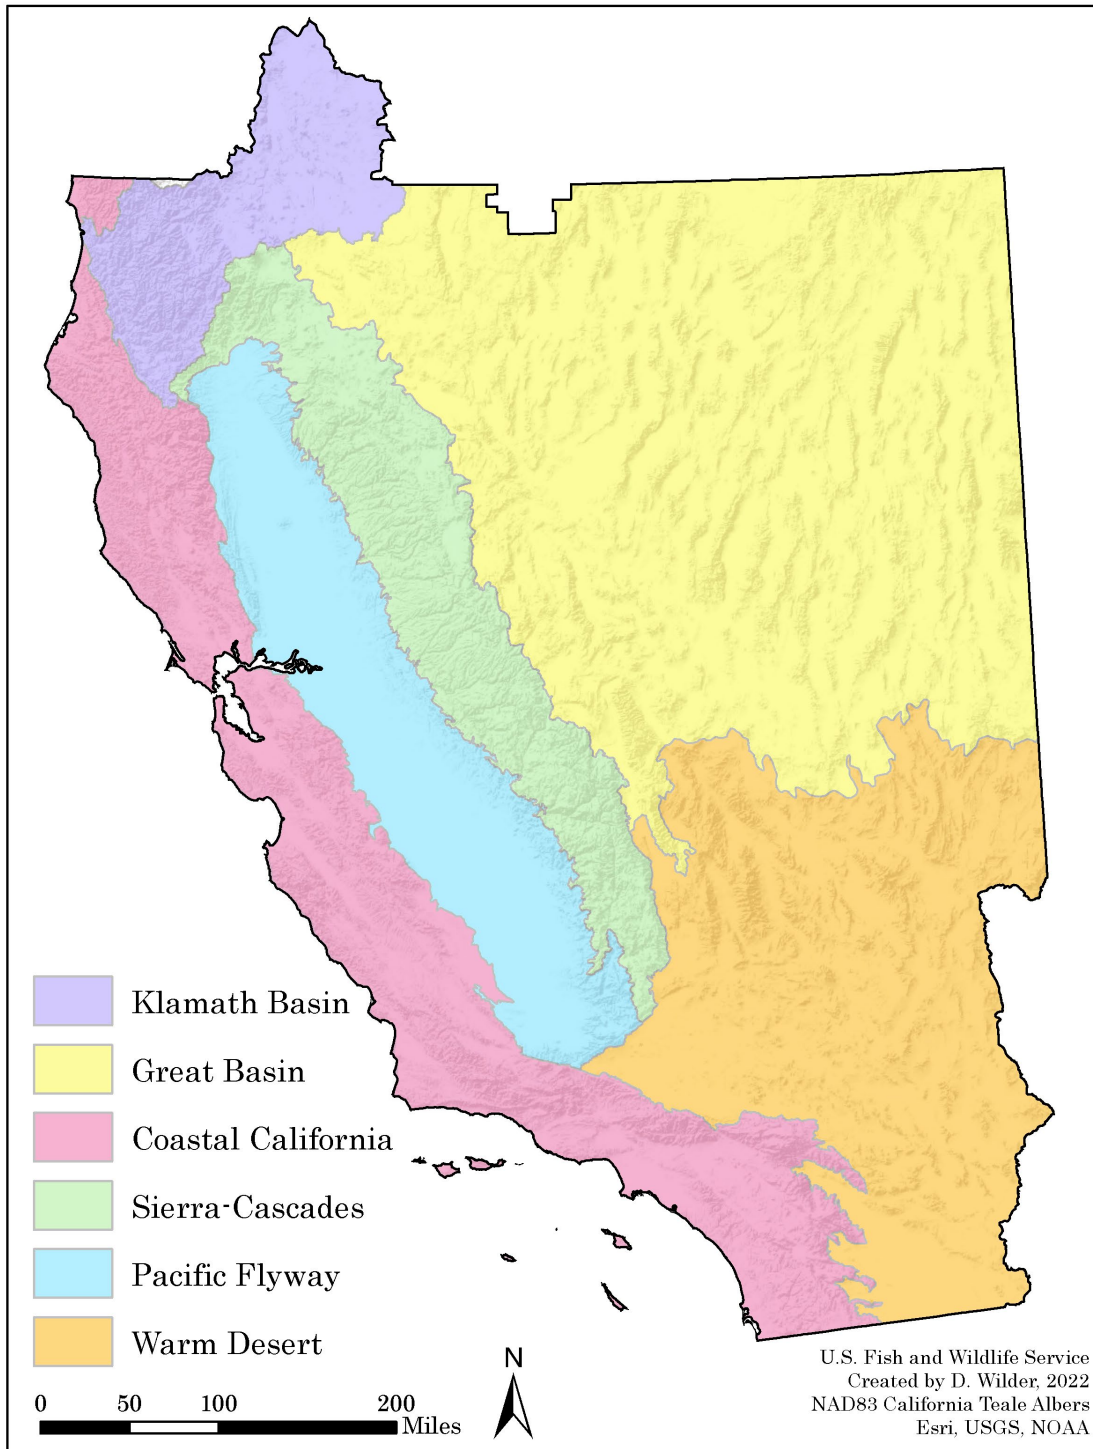 Klamath Basin
Great Basin
Coastal California
Sierra-Cascades
Pacific Flyway
Warm Desert
0 50 100 200
Miles
N
U.S. Fish and Wildlife Service
Created by D. Wilder, 2022
NAD83 California Teale Albers
Esri, USGS, NOAA